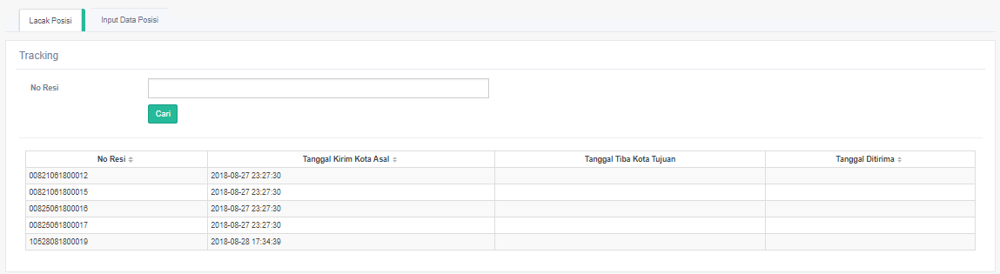 Lacak Posisi Input Data Posisi
Tracking
No Resi
Cari
No Resi Tanggal Kirim Kota Asal Tanggal Tiba Kota Tujuan Tanggal Ditirima
00821061800012 2018-08-27 23:27:30
00821061800015 2018-08-27 23:27:30
00825061800016 2018-08-27 23:27:30
00825061800017 2018-08-27 23:27:30
10528081800019 2018-08-28 17:34:39